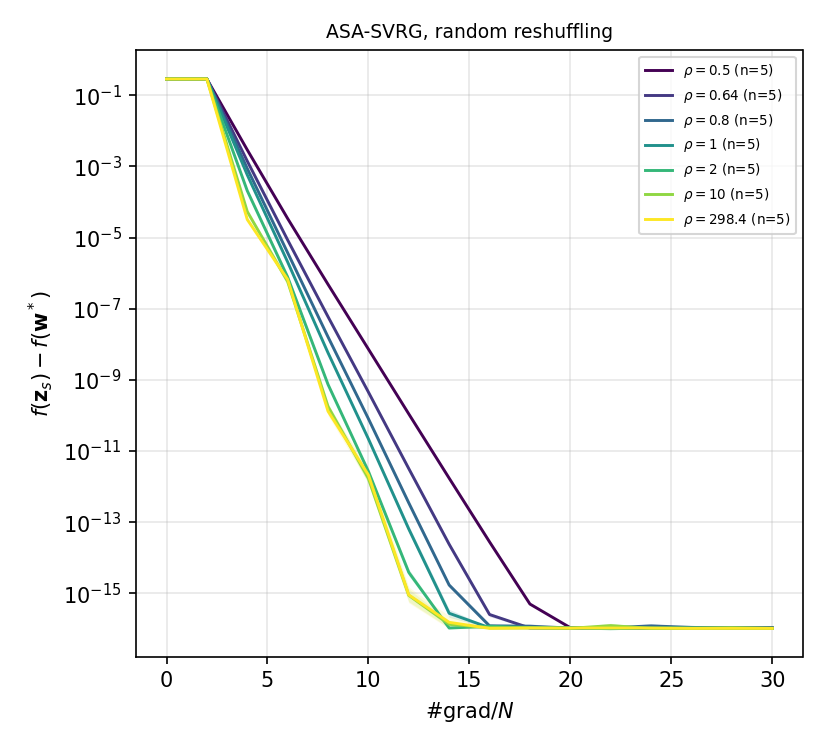 ASA-SVRG, random reshuffling
ρ = 0.5 (n=5)
ρ = 0.64 (n=5)
ρ = 0.8 (n=5)
ρ = 1 (n=5)
ρ = 2 (n=5)
ρ = 10 (n=5)
ρ = 298.4 (n=5)
10⁻¹
10⁻³
10⁻⁵
10⁻⁷
10⁻⁹
10⁻¹¹
10⁻¹³
10⁻¹⁵
f(𝐳ₛ) − f(𝐰*)
0 5 10 15 20 25 30
#grad/N